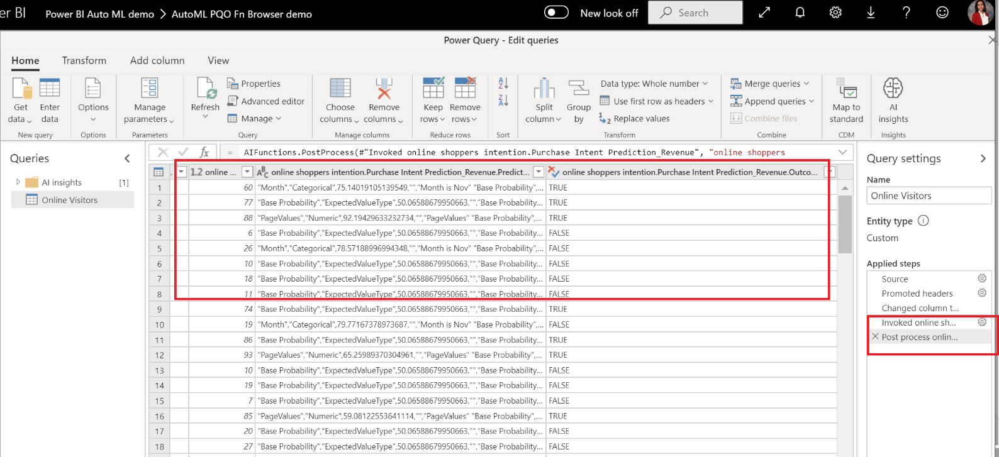 er BI Power BI Auto ML demo > AutoML PQO Fn Browser demo New look off Search
Power Query - Edit queries
Home Transform Add column View
Get data
Enter data
Options
Manage parameters
Refresh
Properties
Advanced editor
Manage
Choose columns
Remove columns
Keep rows
Remove rows
Split column
Group by
Data type: Whole number
Use first row as headers
Replace values
Merge queries
Append queries
Combine files
Map to standard
AI insights
New query Options Parameters Query Manage columns Reduce rows Sort Transform Combine CDM Insights
Queries
AI insights [1]
Online Visitors
fx = AIFunctions.PostProcess(#"Invoked online shoppers intention.Purchase Intent Prediction_Revenue", "online shoppers
. 1.2 online ... ABC online shoppers intention.Purchase Intent Prediction_Revenue.Predict... online shoppers intention.Purchase Intent Prediction_Revenue.Outco...
1 60 "Month","Categorical",75.14019105139549,"","Month is Nov" "Base Probability",... TRUE
2 77 "Base Probability","ExpectedValueType",50.06588679950663,"","Base Probability... TRUE
3 88 "PageValues","Numeric",92.19429633232734,"","PageValues" "Base Probability",... TRUE
4 6 "Base Probability","ExpectedValueType",50.06588679950663,"","Base Probability... FALSE
5 26 "Month","Categorical",78.57188996994348,"","Month is Nov" "Base Probability",... FALSE
6 10 "Base Probability","ExpectedValueType",50.06588679950663,"","Base Probability... FALSE
7 18 "Base Probability","ExpectedValueType",50.06588679950663,"","Base Probability... FALSE
8 11 "Base Probability","ExpectedValueType",50.06588679950663,"","Base Probability... FALSE
9 74 "Base Probability","ExpectedValueType",50.06588679950663,"","Base Probability... TRUE
10 19 "Month","Categorical",79.77167378973687,"","Month is Nov" "Base Probability",... FALSE
11 86 "Base Probability","ExpectedValueType",50.06588679950663,"","Base Probability... TRUE
12 93 "PageValues","Numeric",65.25989370304961,"","PageValues" "Base Probability",... TRUE
13 10 "Base Probability","ExpectedValueType",50.06588679950663,"","Base Probability... FALSE
14 19 "Base Probability","ExpectedValueType",50.06588679950663,"","Base Probability... FALSE
15 7 "Base Probability","ExpectedValueType",50.06588679950663,"","Base Probability... FALSE
16 85 "PageValues","Numeric",59.08122553641114,"","PageValues" "Base Probability",... TRUE
17 20 "Base Probability","ExpectedValueType",50.06588679950663,"","Base Probability... FALSE
18 27 "Base Probability","ExpectedValueType",50.06588679950663,"","Base Probability... FALSE
Query settings
Name
Online Visitors
Entity type
Custom
Applied steps
Source
Promoted headers
Changed column t...
Invoked online sh...
Post process onlin...